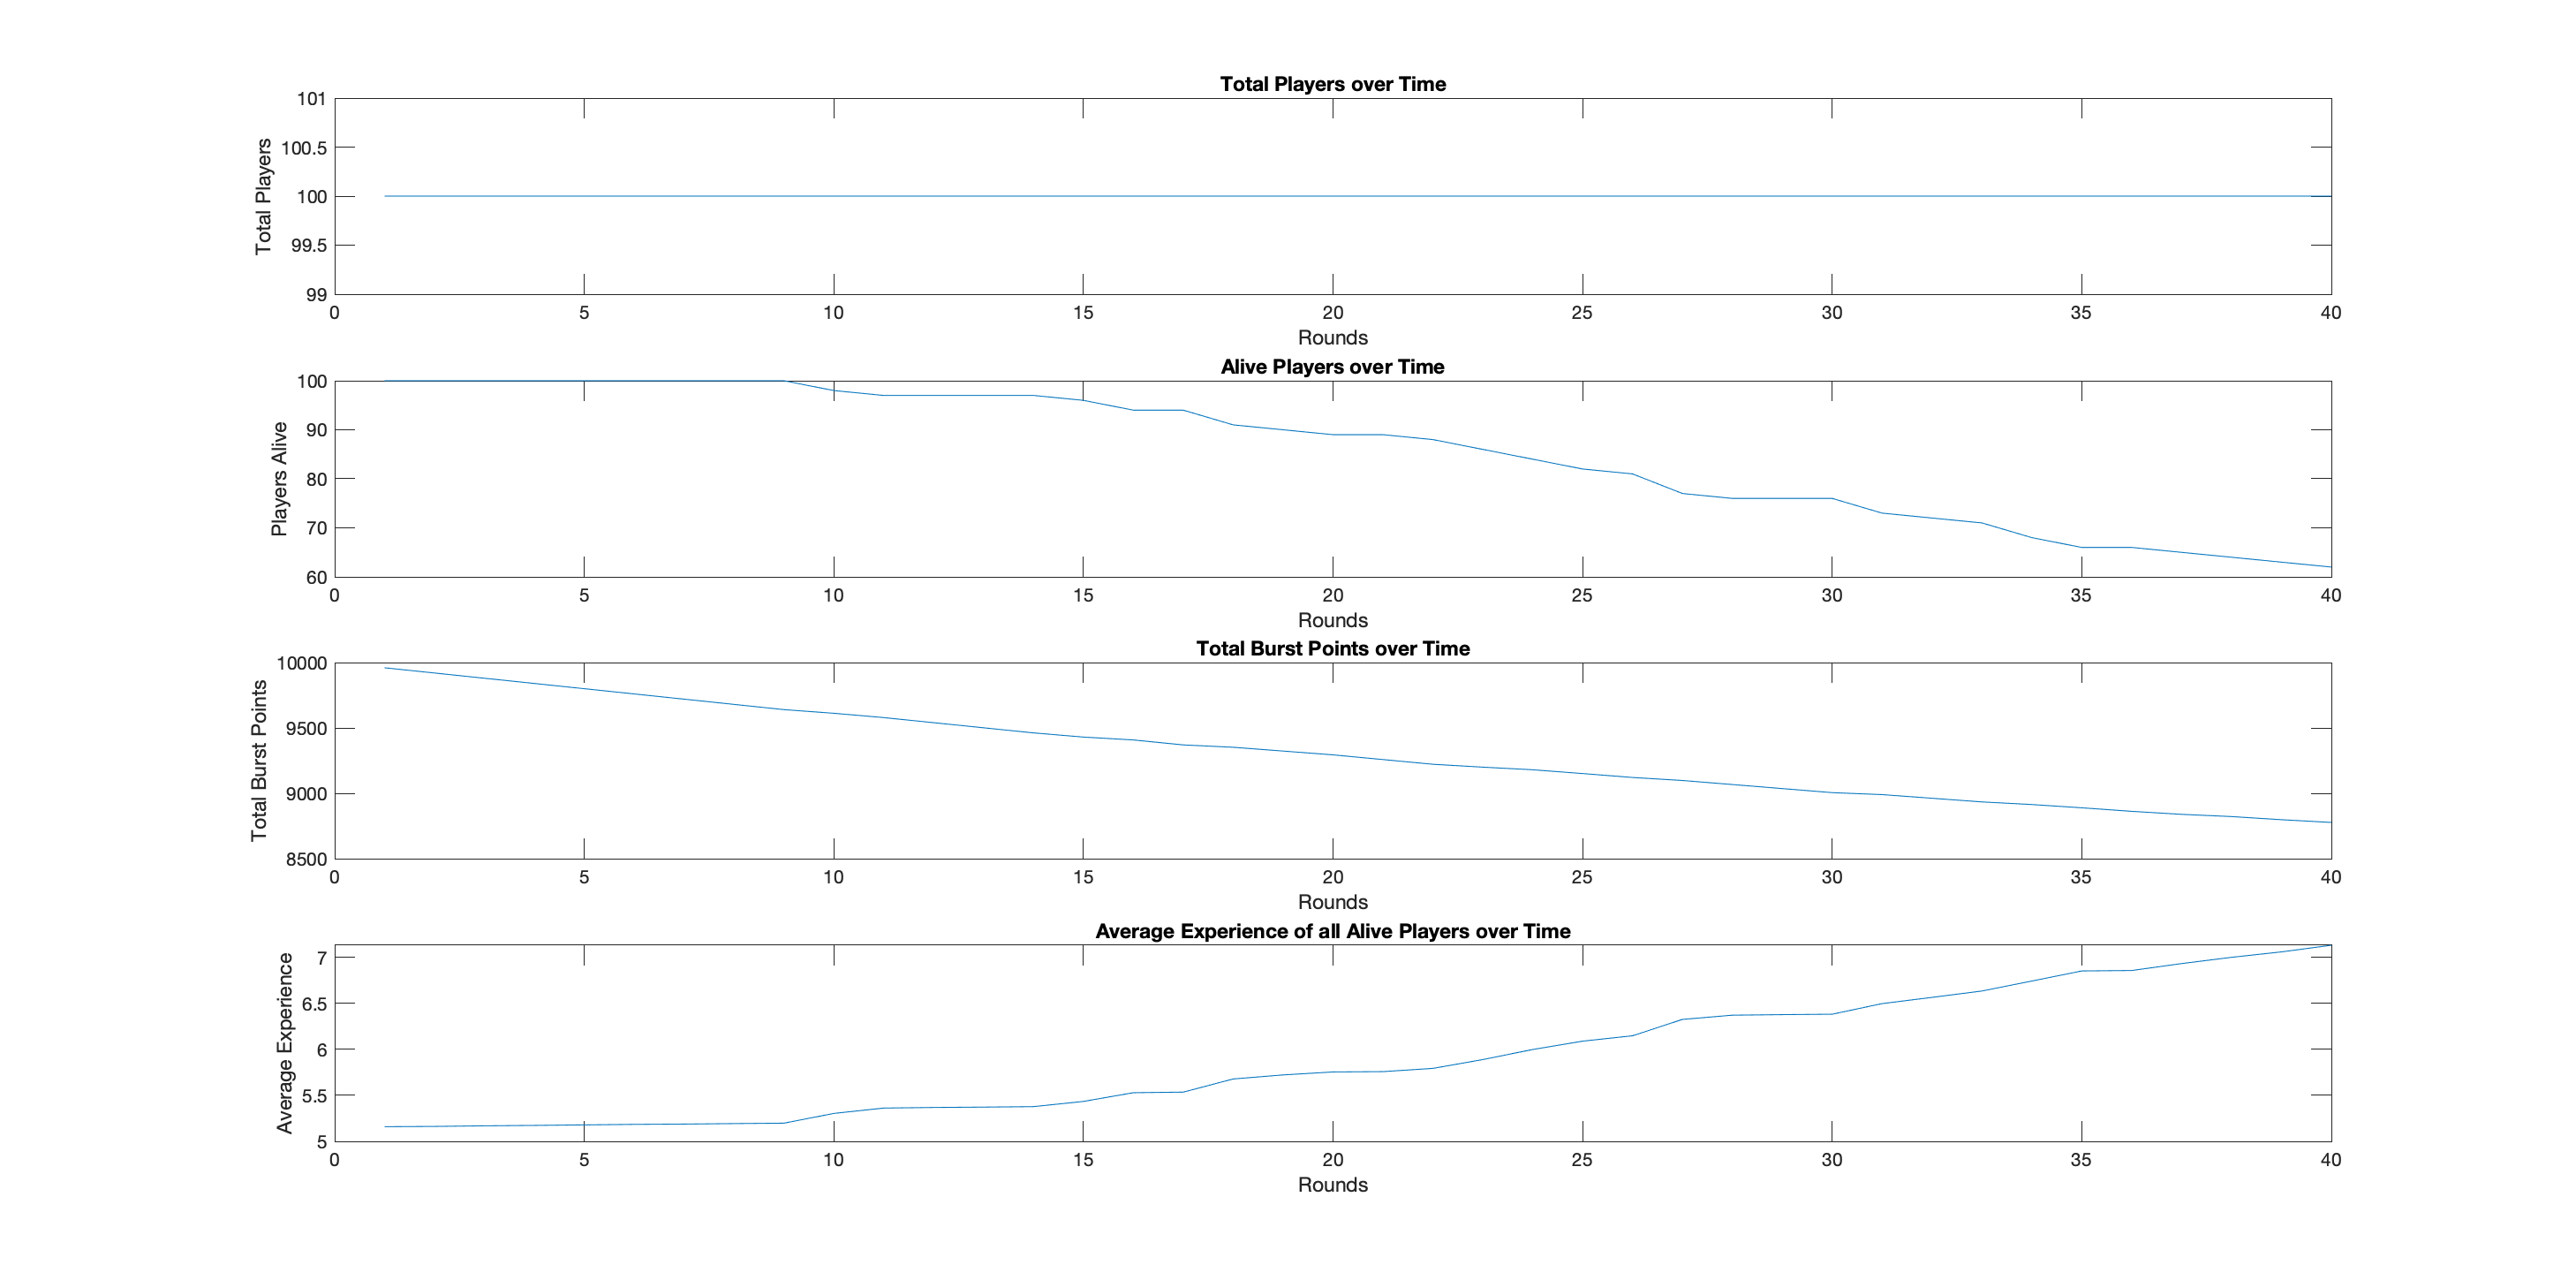 Total Players over Time
101
100.5
100
99.5
99
Total Players
0 5 10 15 20 25 30 35 40
Rounds
Alive Players over Time
100
90
80
70
60
Players Alive
0 5 10 15 20 25 30 35 40
Rounds
Total Burst Points over Time
10000
9500
9000
8500
Total Burst Points
0 5 10 15 20 25 30 35 40
Rounds
Average Experience of all Alive Players over Time
7
6.5
6
5.5
5
Average Experience
0 5 10 15 20 25 30 35 40
Rounds